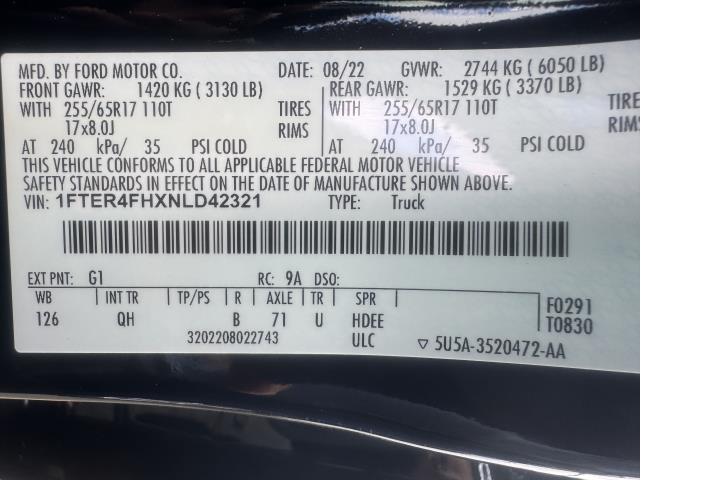 MFD. BY FORD MOTOR CO. DATE: 08/22 GVWR: 2744 KG ( 6050 LB)
FRONT GAWR: 1420 KG ( 3130 LB) REAR GAWR: 1529 KG ( 3370 LB)
WITH 255/65R17 110T TIRES WITH 255/65R17 110T TIRE
17x8.0J RIMS 17x8.0J RIMS
AT 240 kPa/ 35 PSI COLD AT 240 kPa/ 35 PSI COLD
THIS VEHICLE CONFORMS TO ALL APPLICABLE FEDERAL MOTOR VEHICLE
SAFETY STANDARDS IN EFFECT ON THE DATE OF MANUFACTURE SHOWN ABOVE.
VIN: 1FTER4FHXNLD42321 TYPE: Truck
EXT PNT: G1 RC: 9A DSO:
WB INT TR TP/PS R AXLE TR SPR F0291
126 QH B 71 U HDEE T0830
3202208022743 ULC ▽ 5U5A-3520472-AA